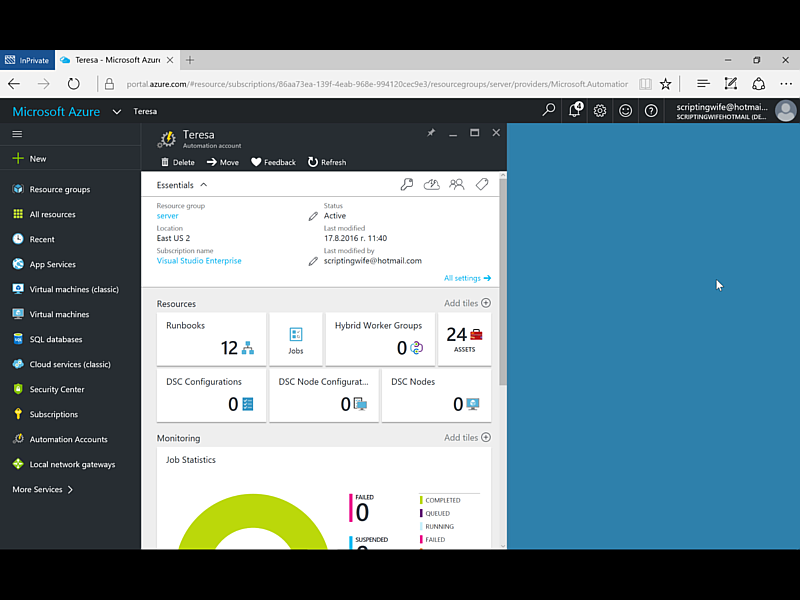 InPrivate
Teresa - Microsoft Azure
portal.azure.com/#resource/subscriptions/86aa73ea-139f-4eab-968e-994120cec9e3/resourcegroups/server/providers/Microsoft.Automation
Microsoft Azure
Teresa
4
scriptingwife@hotmail...
SCRIPTINGWIFEHOTMAIL (DE...
New
Resource groups
All resources
Recent
App Services
Virtual machines (classic)
Virtual machines
SQL databases
Cloud services (classic)
Security Center
Subscriptions
Automation Accounts
Local network gateways
More Services
Teresa
Automation account
Delete
Move
Feedback
Refresh
Essentials
Resource group
server
Location
East US 2
Subscription name
Visual Studio Enterprise
Status
Active
Last modified
17.8.2016 г. 11:40
Last modified by
scriptingwife@hotmail.com
All settings
Resources
Add tiles
Runbooks
12
Jobs
Hybrid Worker Groups
0
24
ASSETS
DSC Configurations
0
DSC Node Configurat...
0
DSC Nodes
0
Monitoring
Add tiles
Job Statistics
FAILED
0
SUSPENDED
COMPLETED
QUEUED
RUNNING
FAILED